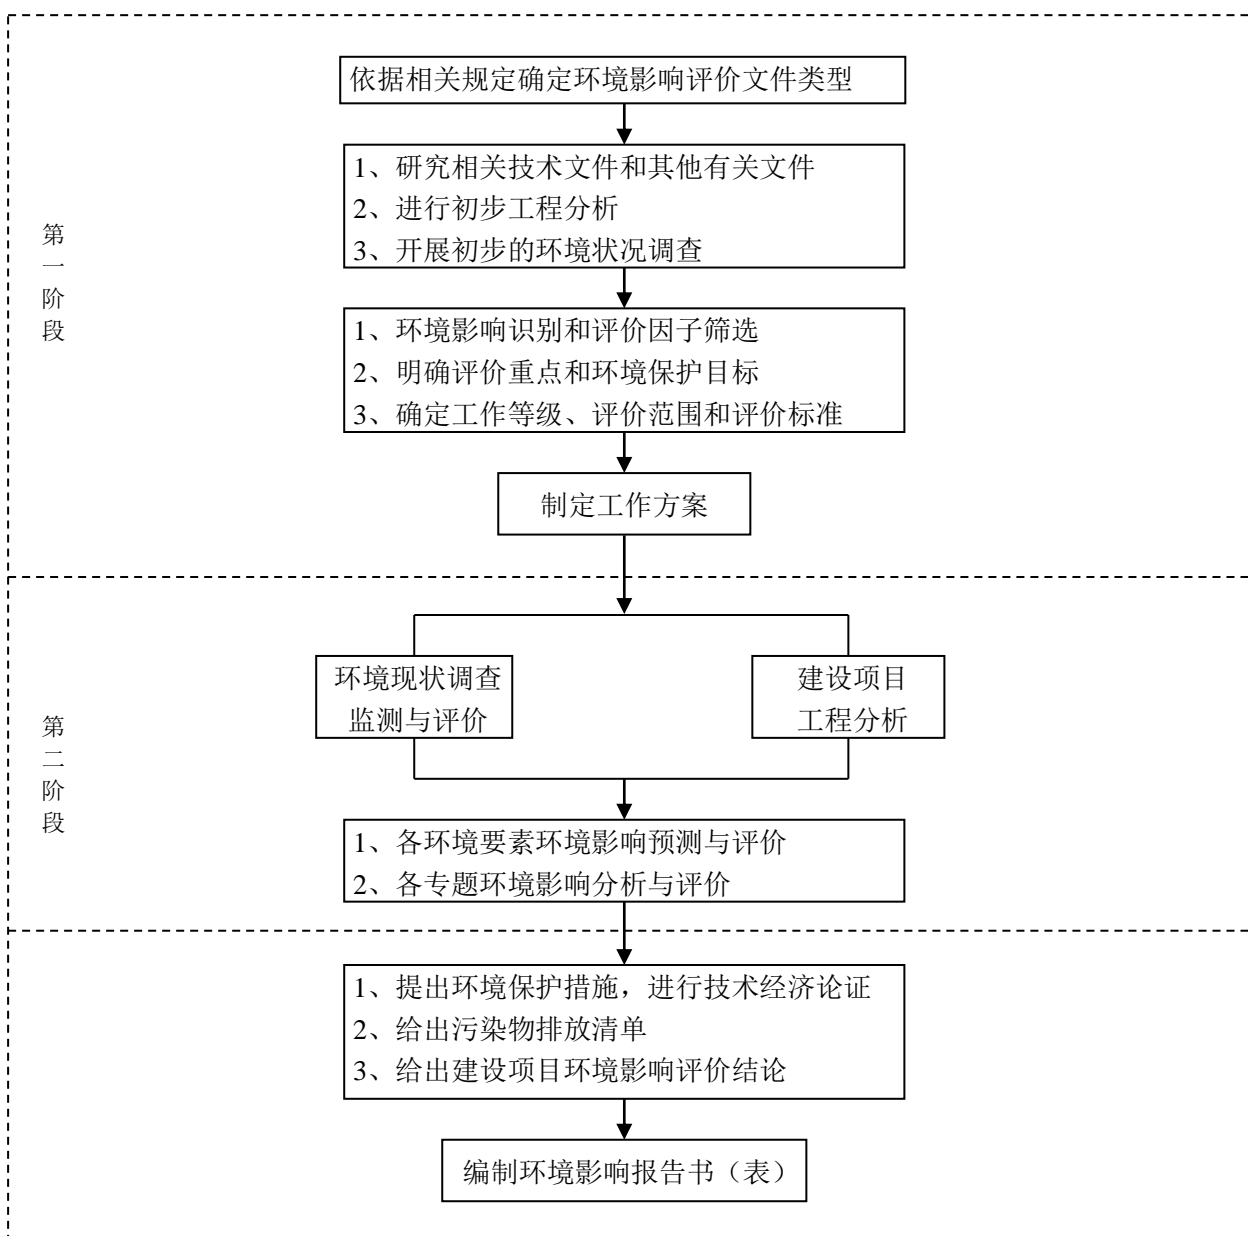 依据相关规定确定环境影响评价文件类型
1、研究相关技术文件和其他有关文件
2、进行初步工程分析
3、开展初步的环境状况调查
第
一
阶
段
1、环境影响识别和评价因子筛选
2、明确评价重点和环境保护目标
3、确定工作等级、评价范围和评价标准
制定工作方案
环境现状调查
监测与评价
建设项目
工程分析
第
二
阶
段
1、各环境要素环境影响预测与评价
2、各专题环境影响分析与评价
1、提出环境保护措施，进行技术经济论证
2、给出污染物排放清单
3、给出建设项目环境影响评价结论
编制环境影响报告书（表）